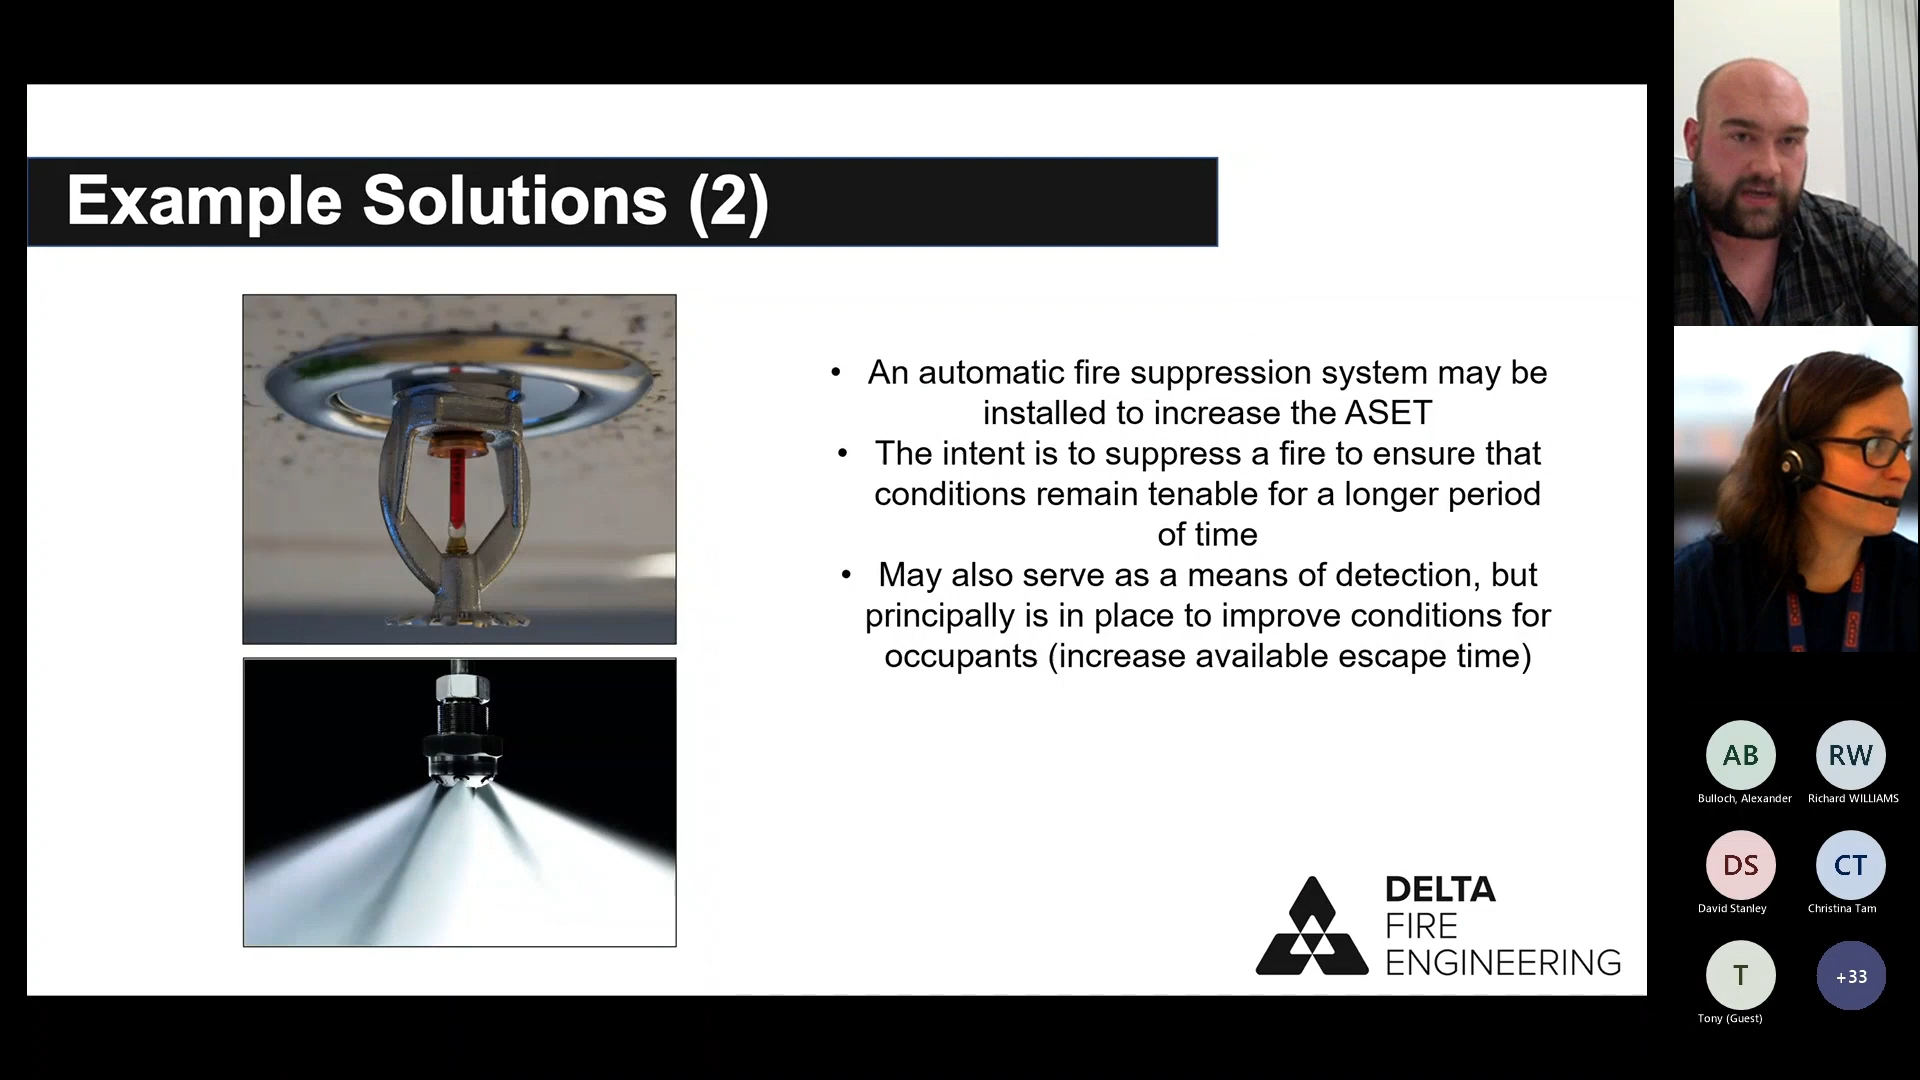 Example Solutions (2)
• An automatic fire suppression system may be
installed to increase the ASET
• The intent is to suppress a fire to ensure that
conditions remain tenable for a longer period
of time
• May also serve as a means of detection, but
principally is in place to improve conditions for
occupants (increase available escape time)
DELTA
FIRE
ENGINEERING
AB
RW
Bulloch, Alexander
Richard WILLIAMS
DS
CT
David Stanley
Christina Tam
T
+33
Tony (Guest)